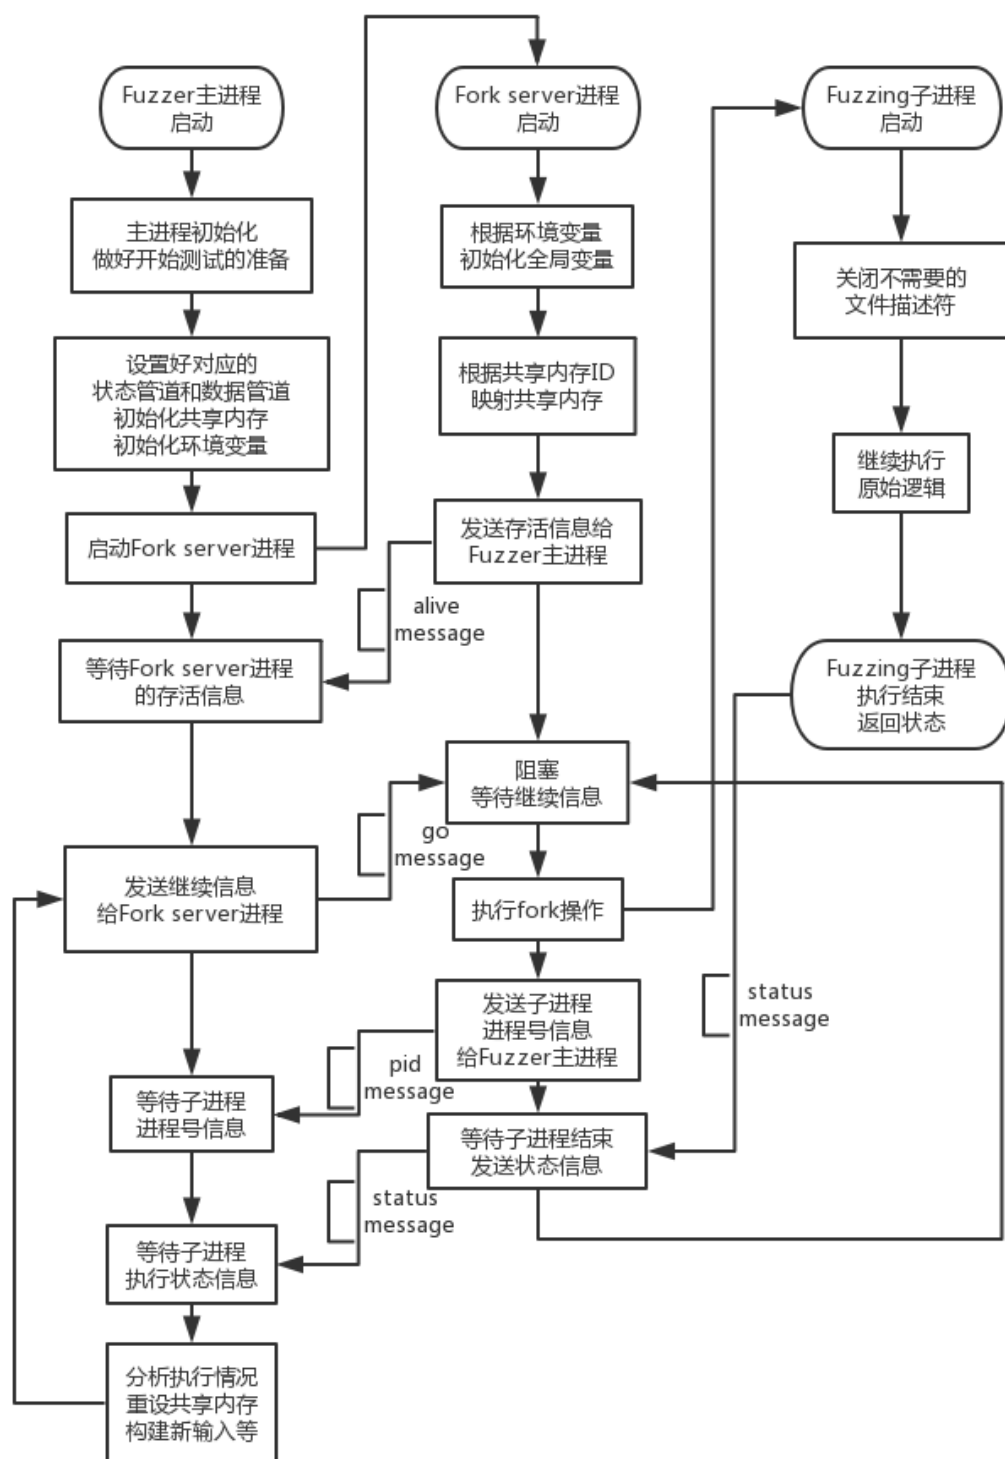 Fuzzer主进程
启动
主进程初始化
做好开始测试的准备
设置好对应的
状态管道和数据管道
初始化共享内存
初始化环境变量
启动Fork server进程
等待Fork server进程
的存活信息
发送继续信息
给Fork server进程
等待子进程
进程号信息
等待子进程
执行状态信息
分析执行情况
重设共享内存
构建新输入等
alive
message
go
message
pid
message
status
message
Fork server进程
启动
根据环境变量
初始化全局变量
根据共享内存ID
映射共享内存
发送存活信息给
Fuzzer主进程
阻塞
等待继续信息
执行fork操作
发送子进程
进程号信息
给Fuzzer主进程
等待子进程结束
发送状态信息
status
message
Fuzzing子进程
启动
关闭不需要的
文件描述符
继续执行
原始逻辑
Fuzzing子进程
执行结束
返回状态